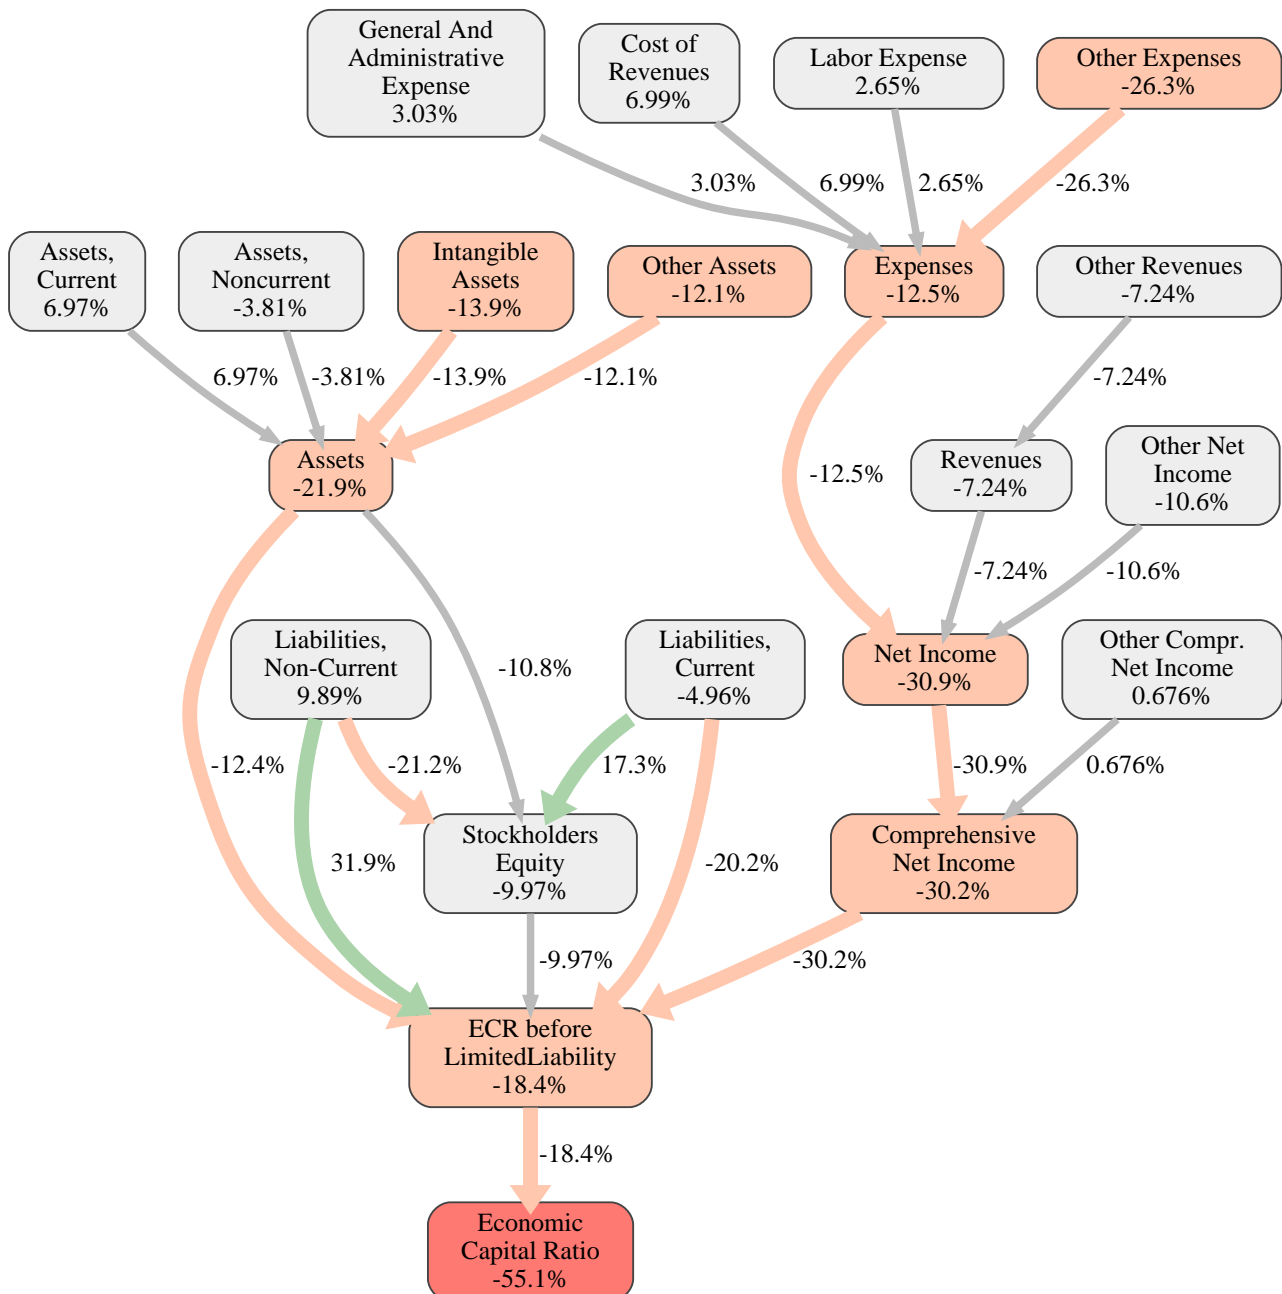 General And
Administrative
Expense
3.03%
Cost of
Revenues
6.99%
Labor Expense
2.65%
Other Expenses
-26.3%
3.03%
6.99%
2.65%
-26.3%
Assets,
Current
6.97%
Assets,
Noncurrent
-3.81%
Intangible
Assets
-13.9%
Other Assets
-12.1%
Expenses
-12.5%
Other Revenues
-7.24%
6.97%
-3.81%
-13.9%
-12.1%
-7.24%
Assets
-21.9%
-12.5%
Revenues
-7.24%
Other Net
Income
-10.6%
-7.24%
-10.6%
Liabilities,
Non-Current
9.89%
-10.8%
Liabilities,
Current
-4.96%
Net Income
-30.9%
Other Compr.
Net Income
0.676%
-12.4%
-21.2%
17.3%
-30.9%
0.676%
31.9%
Stockholders
Equity
-9.97%
-20.2%
Comprehensive
Net Income
-30.2%
-9.97%
-30.2%
ECR before
LimitedLiability
-18.4%
-18.4%
Economic
Capital Ratio
-55.1%